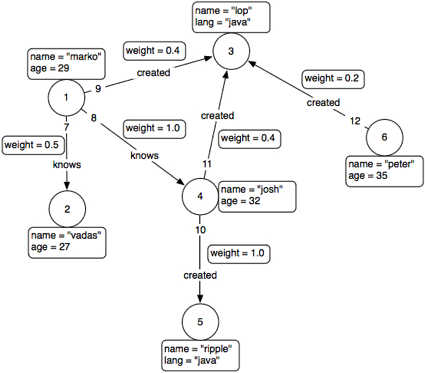 name = "lop"
lang = "java"
weight = 0.4
3
name = "marko"
age = 29
created
weight = 0.2
9
1
created
7
8
created
12
weight = 1.0
6
weight = 0.5
weight = 0.4
knows
knows
11
name = "peter"
age = 35
4
name = "josh"
age = 32
2
10
name = "vadas"
age = 27
weight = 1.0
created
5
name = "ripple"
lang = "java"